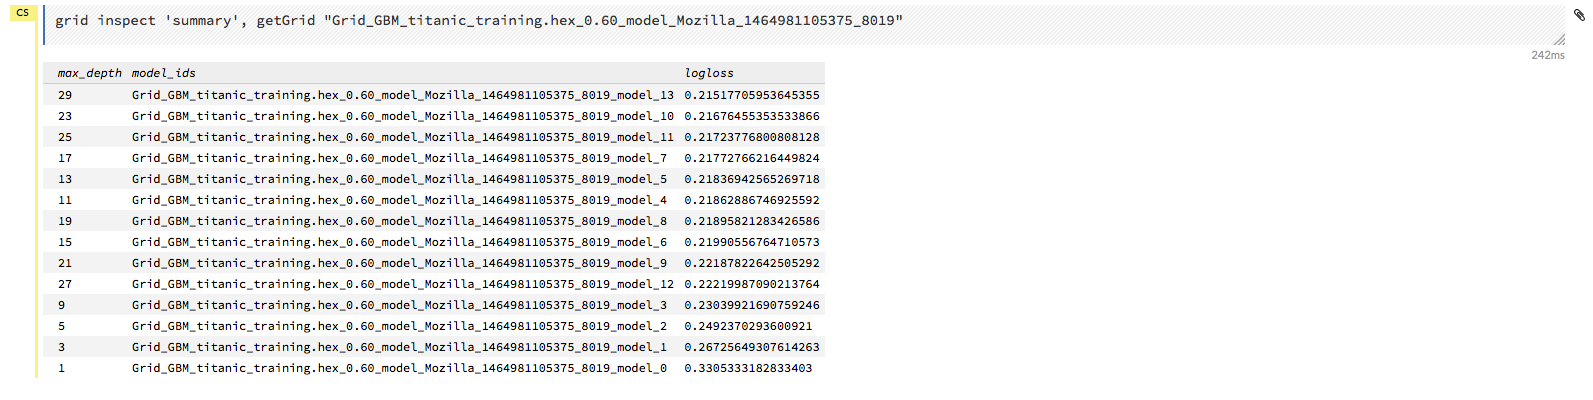 CS
grid inspect 'summary', getGrid "Grid_GBM_titanic_training.hex_0.60_model_Mozilla_1464981105375_8019"
242ms
max_depth model_ids logloss
29 Grid_GBM_titanic_training.hex_0.60_model_Mozilla_1464981105375_8019_model_13 0.21517705953645355
23 Grid_GBM_titanic_training.hex_0.60_model_Mozilla_1464981105375_8019_model_10 0.21676455353533866
25 Grid_GBM_titanic_training.hex_0.60_model_Mozilla_1464981105375_8019_model_11 0.21723776800808128
17 Grid_GBM_titanic_training.hex_0.60_model_Mozilla_1464981105375_8019_model_7 0.21772766216449824
13 Grid_GBM_titanic_training.hex_0.60_model_Mozilla_1464981105375_8019_model_5 0.21836942565269718
11 Grid_GBM_titanic_training.hex_0.60_model_Mozilla_1464981105375_8019_model_4 0.21862886746925592
19 Grid_GBM_titanic_training.hex_0.60_model_Mozilla_1464981105375_8019_model_8 0.21895821283426586
15 Grid_GBM_titanic_training.hex_0.60_model_Mozilla_1464981105375_8019_model_6 0.21990556764710573
21 Grid_GBM_titanic_training.hex_0.60_model_Mozilla_1464981105375_8019_model_9 0.22187822642505292
27 Grid_GBM_titanic_training.hex_0.60_model_Mozilla_1464981105375_8019_model_12 0.22219987090213764
9 Grid_GBM_titanic_training.hex_0.60_model_Mozilla_1464981105375_8019_model_3 0.23039921690759246
5 Grid_GBM_titanic_training.hex_0.60_model_Mozilla_1464981105375_8019_model_2 0.2492370293600921
3 Grid_GBM_titanic_training.hex_0.60_model_Mozilla_1464981105375_8019_model_1 0.26725649307614263
1 Grid_GBM_titanic_training.hex_0.60_model_Mozilla_1464981105375_8019_model_0 0.3305333182833403